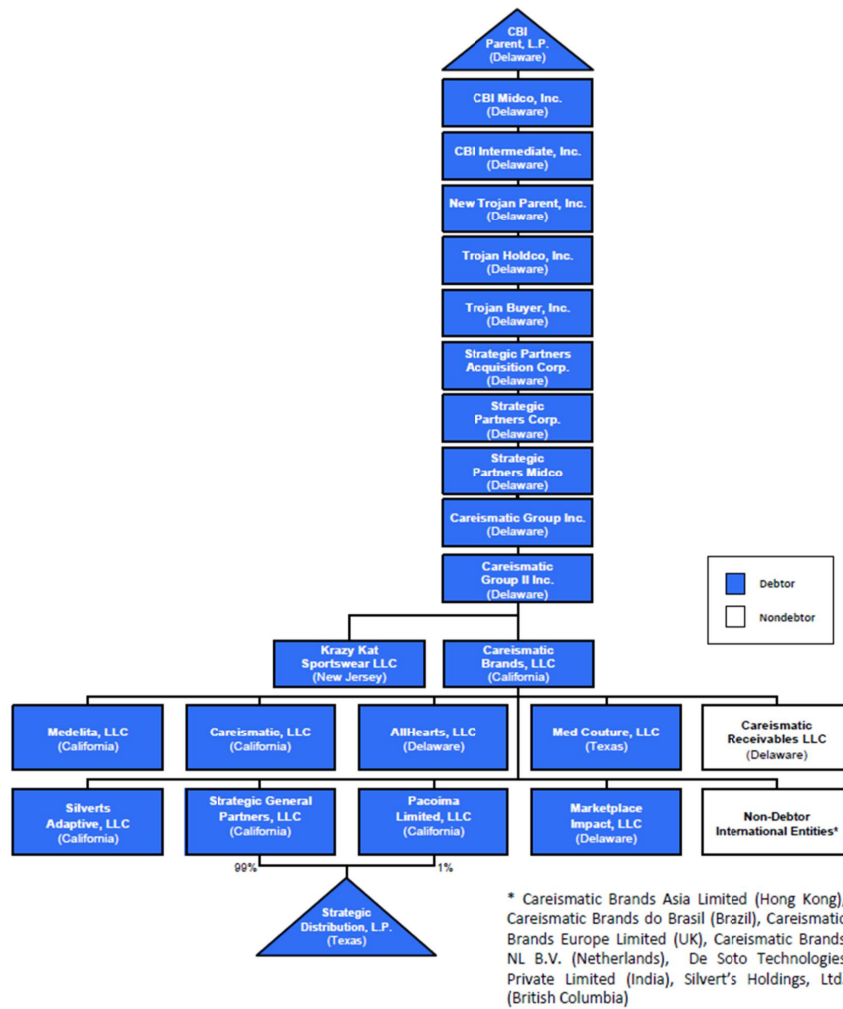 CBI
Parent, L.P.
(Delaware)
CBI Midco, Inc.
(Delaware)
CBI Intermediate, Inc.
(Delaware)
New Trojan Parent, Inc.
(Delaware)
Trojan Holdco, Inc.
(Delaware)
Trojan Buyer, Inc.
(Delaware)
Strategic Partners
Acquisition Corp.
(Delaware)
Strategic
Partners Corp.
(Delaware)
Strategic
Partners Midco
(Delaware)
Careismatic Group Inc.
(Delaware)
Careismatic
Group II Inc.
(Delaware)
Debtor
Nondebtor
Krazy Kat
Sportswear LLC
(New Jersey)
Careismatic
Brands, LLC
(California)
Medelita, LLC
(California)
Careismatic, LLC
(California)
AllHearts, LLC
(Delaware)
Med Couture, LLC
(Texas)
Careismatic
Receivables LLC
(Delaware)
Silverts
Adaptive, LLC
(California)
Strategic General
Partners, LLC
(California)
Pacoima
Limited, LLC
(California)
Marketplace
Impact, LLC
(Delaware)
Non-Debtor
International Entities*
99%
1%
Strategic
Distribution, L.P.
(Texas)
* Careismatic Brands Asia Limited (Hong Kong),
Careismatic Brands do Brasil (Brazil), Careismatic
Brands Europe Limited (UK), Careismatic Brands
NL B.V. (Netherlands), De Soto Technologies
Private Limited (India), Silvert's Holdings, Ltd.
(British Columbia)